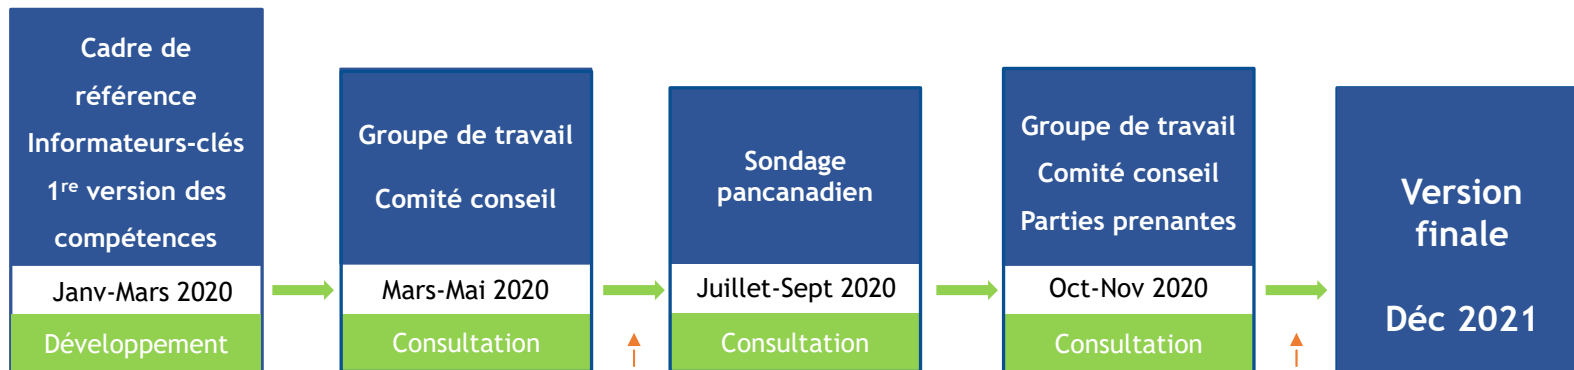 Cadre de
référence
Informateurs-clés
1re version des
compétences
Janv-Mars 2020
Développement
Groupe de travail
Comité conseil
Mars-Mai 2020
Consultation
Sondage
pancanadien
Juillet-Sept 2020
Consultation
Groupe de travail
Comité conseil
Parties prenantes
Oct-Nov 2020
Consultation
Version
finale
Déc 2021